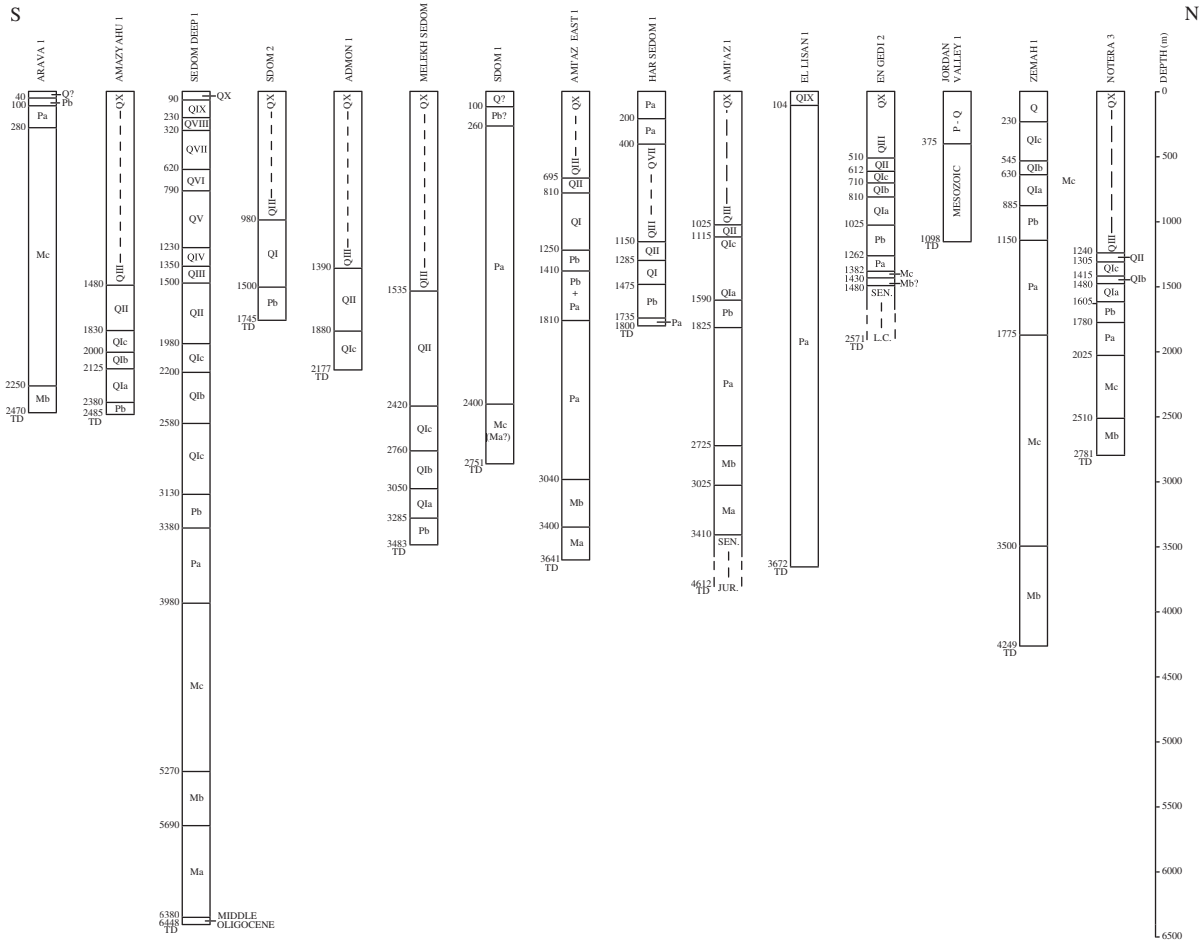 S
N
ARAVA 1
40
100
280
2250
2470
TD
Q?
Pb
Pa
Mc
Mb
AMAZYAHU 1
QX
QIII
1480
QII
1830
QIc
2000
QIb
2125
QIa
2380
Pb
2485
TD
SEDOM DEEP 1
QX
90
QIX
230
QVIII
320
QVII
620
QVI
790
QV
1230
QIV
1350
QIII
1500
QII
1980
QIc
2200
QIb
2580
QIc
3130
Pb
3380
Pa
3980
Mc
5270
Mb
5690
Ma
6380
MIDDLE
OLIGOCENE
6448
TD
SDOM 2
QX
QIII
980
QI
1500
Pb
1745
TD
ADMON 1
QX
QIII
1390
QII
1880
QIc
2177
TD
MELEKH SEDOM
QX
QIII
1535
QII
2420
QIc
2760
QIb
3050
QIa
3285
Pb
3483
TD
SDOM 1
Q?
100
Pb?
260
Pa
2400
Mc
(Ma?)
2751
TD
AMI'AZ EAST 1
QX
QIII
695
QII
810
QI
1250
Pb
1410
Pb
+
Pa
1810
Pa
3040
Mb
3400
Ma
3641
TD
HAR SEDOM 1
Pa
200
Pa
400
QVII
QIII
1150
QII
1285
QI
1475
Pb
1735
Pa
1800
TD
AMI'AZ 1
QX
QIII
1025
QII
1115
QIc
QIa
1590
Pb
1825
Pa
2725
Mb
3025
Ma
3410
SEN.
JUR.
4612
TD
EL LISAN 1
QIX
104
Pa
3672
TD
EN GEDI 2
QX
QIII
510
QII
612
QIc
710
QIb
810
QIa
1025
Pb
1262
Pa
1382
Mc
1430
Mb?
1480
SEN.
L.C.
2571
TD
JORDAN
VALLEY 1
P - Q
375
MESOZOIC
1098
TD
ZEMAH 1
Q
230
QIc
545
QIb
630
QIa
885
Pb
1150
Pa
1775
Mc
3500
Mb
4249
TD
Mc
NOTERA 3
QX
QIII
1240
QII
1305
QIc
1415
QIb
1480
QIa
1605
Pb
1780
Pa
2025
Mc
2510
Mb
2781
TD
DEPTH (m)
0
500
1000
1500
2000
2500
3000
3500
4000
4500
5000
5500
6000
6500